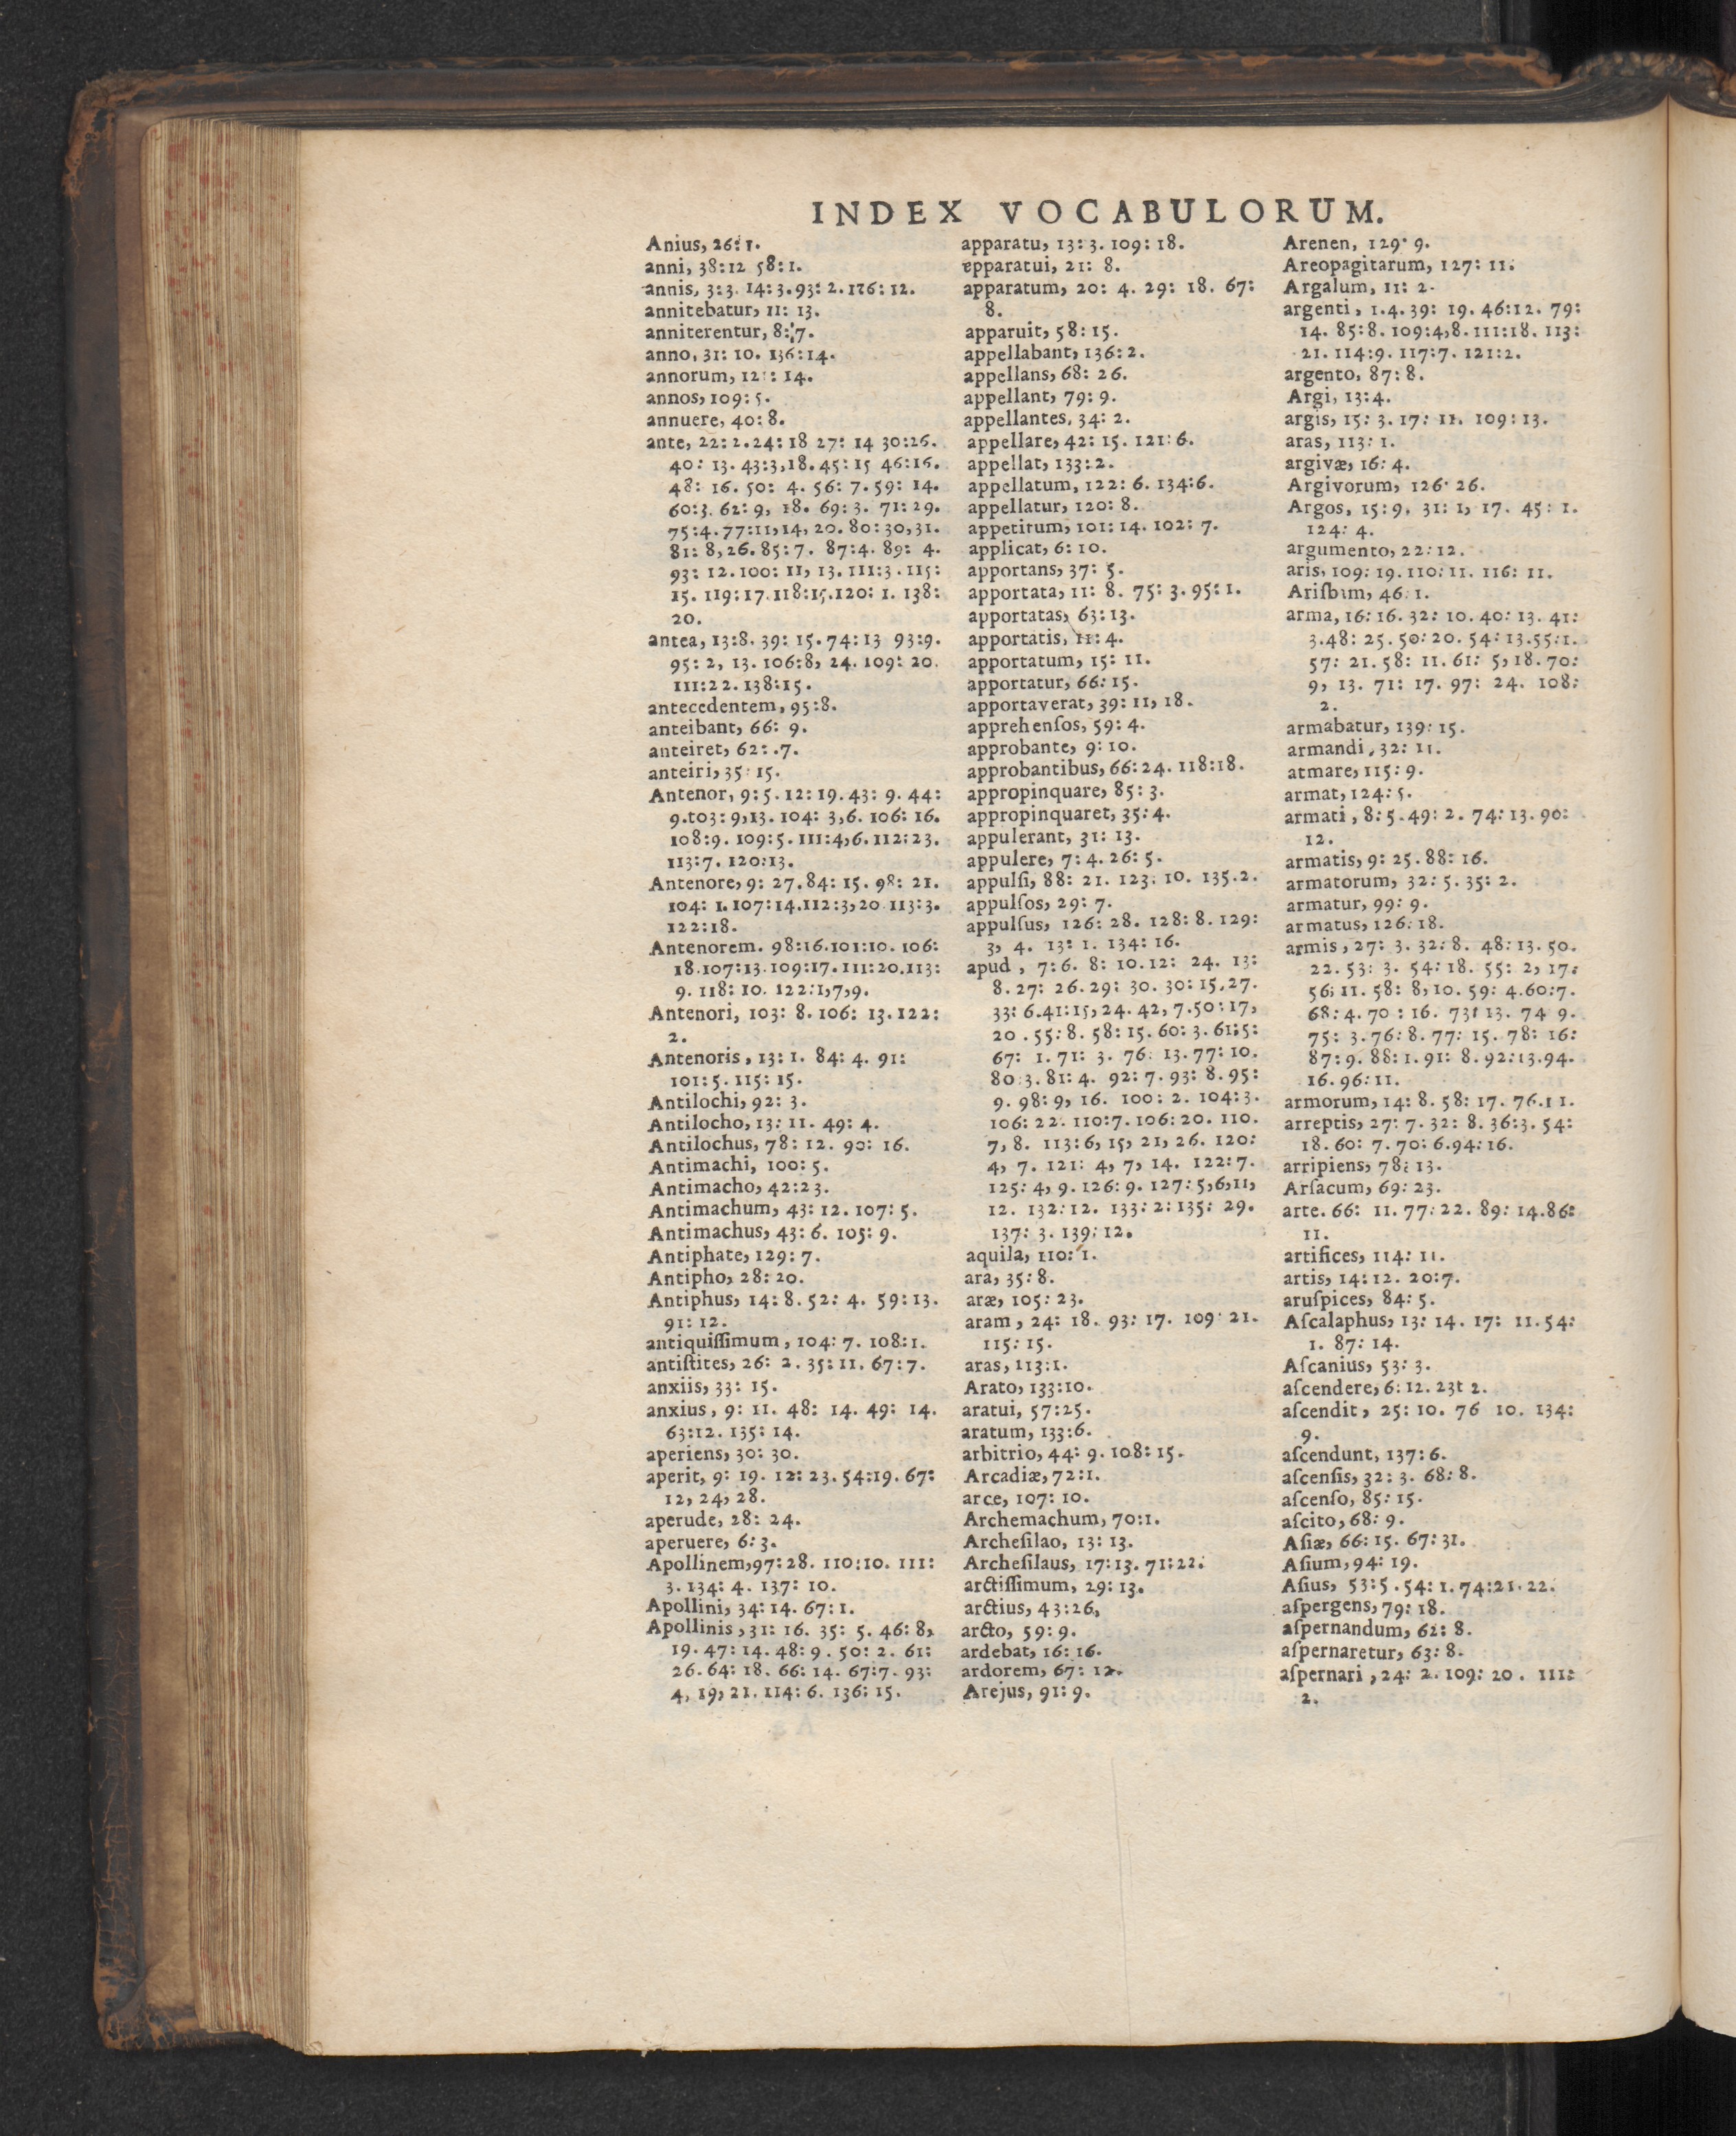 INDEX VOCABULORUM.
Anius, 26: 1.
anni, 38:12 58:1.
annis, 3:3. 14:3.93: 2.126: 12.
annitebatur, 11: 13.
anniterentur, 8: 7.
anno, 31: 10. 136:14.
annorum, 12 : 14.
annos, 109: 5.
annuere, 40: 8.
ante, 22: 2.24: 18 27: 14 30:26.
40: 13. 43:3,18. 45: 15 46:16.
48: 16. 50: 4. 56: 7. 59: 14.
60:3. 62: 9, 18. 69: 3. 71: 29.
75:4.77:11,14, 20. 80: 30,31.
81: 8,26. 85: 7. 87:4. 89: 4.
93: 12. 100: 11, 13. 111:3. 115:
15. 119:17.118:15.120: 1. 138:
20.
antea, 13:8. 39: 15. 74:13 93:9.
95: 2, 13. 106:8, 24. 109: 20.
111:22. 138:15.
antecedentem, 95:8.
anteibant, 66: 9.
anteiret, 62: .7.
anteiri, 35: 15.
Antenor, 9: 5. 12: 19. 43: 9. 44:
9.103: 9,13. 104: 3,6. 106: 16.
108:9. 109: 5. 111:4,6. 112:23.
113:7. 120:13.
Antenore, 9: 27. 84: 15. 98: 21.
104: 1.107:14.112:3,20 113:3.
122:18.
Antenorem. 98:16.101:10. 106:
18.107:13.109:17. 111:20.113:
9. 118: 10. 122:1,7,9.
Antenori, 103: 8. 106: 13. 122:
2.
Antenoris, 13: 1. 84: 4. 91:
101:5. 115: 15.
Antilochi, 92: 3.
Antilocho, 13: 11. 49: 4.
Antilochus, 78: 12. 90: 16.
Antimachi, 100: 5.
Antimacho, 42:23.
Antimachum, 43: 12. 107: 5.
Antimachus, 43: 6. 105: 9.
Antiphate, 129: 7.
Antipho, 28: 20.
Antiphus, 14: 8. 52: 4. 59: 13.
91: 12.
antiquiſſimum, 104: 7. 108:1.
antiſtites, 26: 2. 35: 11. 67: 7.
anxiis, 33: 15.
anxius, 9: 11. 48: 14. 49: 14.
63:12. 135: 14.
aperiens, 30: 30.
aperit, 9: 19. 12: 23. 54:19. 67:
12, 24, 28.
aperude, 28: 24.
aperuere, 6: 3.
Apollinem, 97: 28. 110:10. 111:
3. 134: 4. 137: 10.
Apollini, 34: 14. 67: 1.
Apollinis, 31: 16. 35: 5. 46: 8,
19. 47: 14. 48: 9. 50: 2. 61:
26. 64: 18. 66: 14. 67:7. 93:
4, 19, 21. 114: 6. 136: 15.
apparatu, 13: 3. 109: 18.
epparatui, 21: 8.
apparatum, 20: 4. 29: 18. 67:
8.
apparuit, 58: 15.
appellabant, 136: 2.
appellans, 68: 26.
appellant, 79: 9.
appellantes, 34: 2.
appellare, 42: 15. 121: 6.
appellat, 133: 2.
appellatum, 122: 6. 134:6.
appellatur, 120: 8.
appetitum, 101: 14. 102: 7.
applicat, 6: 10.
apportans, 37: 5.
apportata, 11: 8. 75: 3. 95: 1.
apportatas, 63: 13.
apportatis, 11: 4.
apportatum, 15: 11.
apportatur, 66: 15.
apportaverat, 39: 11, 18.
apprehenſos, 59: 4.
approbante, 9: 10.
approbantibus, 66: 24. 118:18.
appropinquare, 85: 3.
appropinquaret, 35: 4.
appulerant, 31: 13.
appulere, 7: 4. 26: 5.
appulſi, 88: 21. 123: 10. 135.2.
appulſos, 29: 7.
appulſus, 126: 28. 128: 8. 129:
3, 4. 13: 1. 134: 16.
apud, 7:6. 8: 10.12: 24. 13:
8. 27: 26. 29: 30. 30: 15,27.
33: 6.41:15,24. 42, 7.50:17,
20. 55: 8. 58: 15. 60: 3. 61:5:
67: 1. 71: 3. 76: 13. 77: 10.
80:3. 81: 4. 92: 7. 93: 8. 95:
9. 98: 9, 16. 100: 2. 104: 3.
106: 22. 110:7. 106: 20. 110.
7, 8. 113:6, 15, 21, 26. 120:
4, 7. 121: 4, 7, 14. 122: 7.
125: 4, 9. 126: 9. 127: 5,6,11,
12. 132: 12. 133: 2: 135: 29.
137: 3. 139: 12.
aquila, 110: 1.
ara, 35: 8.
aræ, 105: 23.
aram, 24: 18. 93: 17. 109: 21.
115: 15.
aras, 113:1.
Arato, 133:10.
aratui, 57:25.
aratum, 133:6.
arbitrio, 44: 9. 108: 15.
Arcadiæ, 72:1.
arce, 107: 10.
Archemachum, 70:1.
Archeſilao, 13: 13.
Archeſilaus, 17:13. 71:22.
arctiſſimum, 29: 13.
arctius, 43:26,
arcto, 59: 9.
ardebat, 16: 16.
ardorem, 67: 12.
Arejus, 91: 9.
Arenen, 129: 9.
Areopagitarum, 127: 11.
Argalum, 11: 2.
argenti, 1.4. 39: 19. 46:12. 79:
14. 85:8. 109:4,8. 111:18. 113:
21. 114:9. 117:7. 121:2.
argento, 87: 8.
Argi, 13:4.
argis, 15: 3. 17: 11. 109: 13.
aras, 113: 1.
argivæ, 16: 4.
Argivorum, 126: 26.
Argos, 15: 9. 31: 1, 17. 45: 1.
124: 4.
argumento, 22: 12.
aris, 109: 19. 110: 11. 116: 11.
Ariſbim, 46: 1.
arma, 16: 16. 32: 10. 40: 13. 41:
3.48: 25. 50: 20. 54: 13.55:1.
57: 21. 58: 11. 61: 5, 18. 70:
9, 13. 71: 17. 97: 24. 108:
2.
armabatur, 139: 15.
armandi, 32: 11.
atmare, 115: 9.
armat, 124: 5.
armati, 8: 5. 49: 2. 74: 13. 90:
12.
armatis, 9: 25. 88: 16.
armatorum, 32: 5. 35: 2.
armatur, 99: 9.
armatus, 126: 18.
armis, 27: 3. 32: 8. 48: 13. 50.
22. 53: 3. 54: 18. 55: 2, 17:
56: 11. 58: 8, 10. 59: 4.60:7.
68: 4. 70: 16. 73: 13. 74 9.
75: 3. 76: 8. 77: 15. 78: 16:
87: 9. 88: 1. 91: 8. 92:13.94.
16. 96: 11.
armorum, 14: 8. 58: 17. 76.11.
arreptis, 27: 7. 32: 8. 36:3. 54:
18. 60: 7. 70: 6.94: 16.
arripiens, 78: 13.
Arſacum, 69: 23.
arte. 66: 11. 77: 22. 89: 14.86:
11.
artifices, 114: 11.
artis, 14: 12. 20:7.
aruſpices, 84: 5.
Aſcalaphus, 13: 14. 17: 11. 54:
1. 87: 14.
Aſcanius, 53: 3.
aſcendere, 6: 12. 23: 2.
aſcendit, 25: 10. 76 10. 134:
9.
aſcendunt, 137: 6.
aſcenſis, 32: 3. 68: 8.
aſcenſo, 85: 15.
aſcito, 68: 9.
Aſiæ, 66: 15. 67: 31.
Aſium, 94: 19.
Aſius, 53:5. 54: 1. 74:21. 22.
aſpergens, 79: 18.
aſpernandum, 62: 8.
aſpernaretur, 63: 8.
aſpernari, 24: 2. 109: 20. 111:
2.